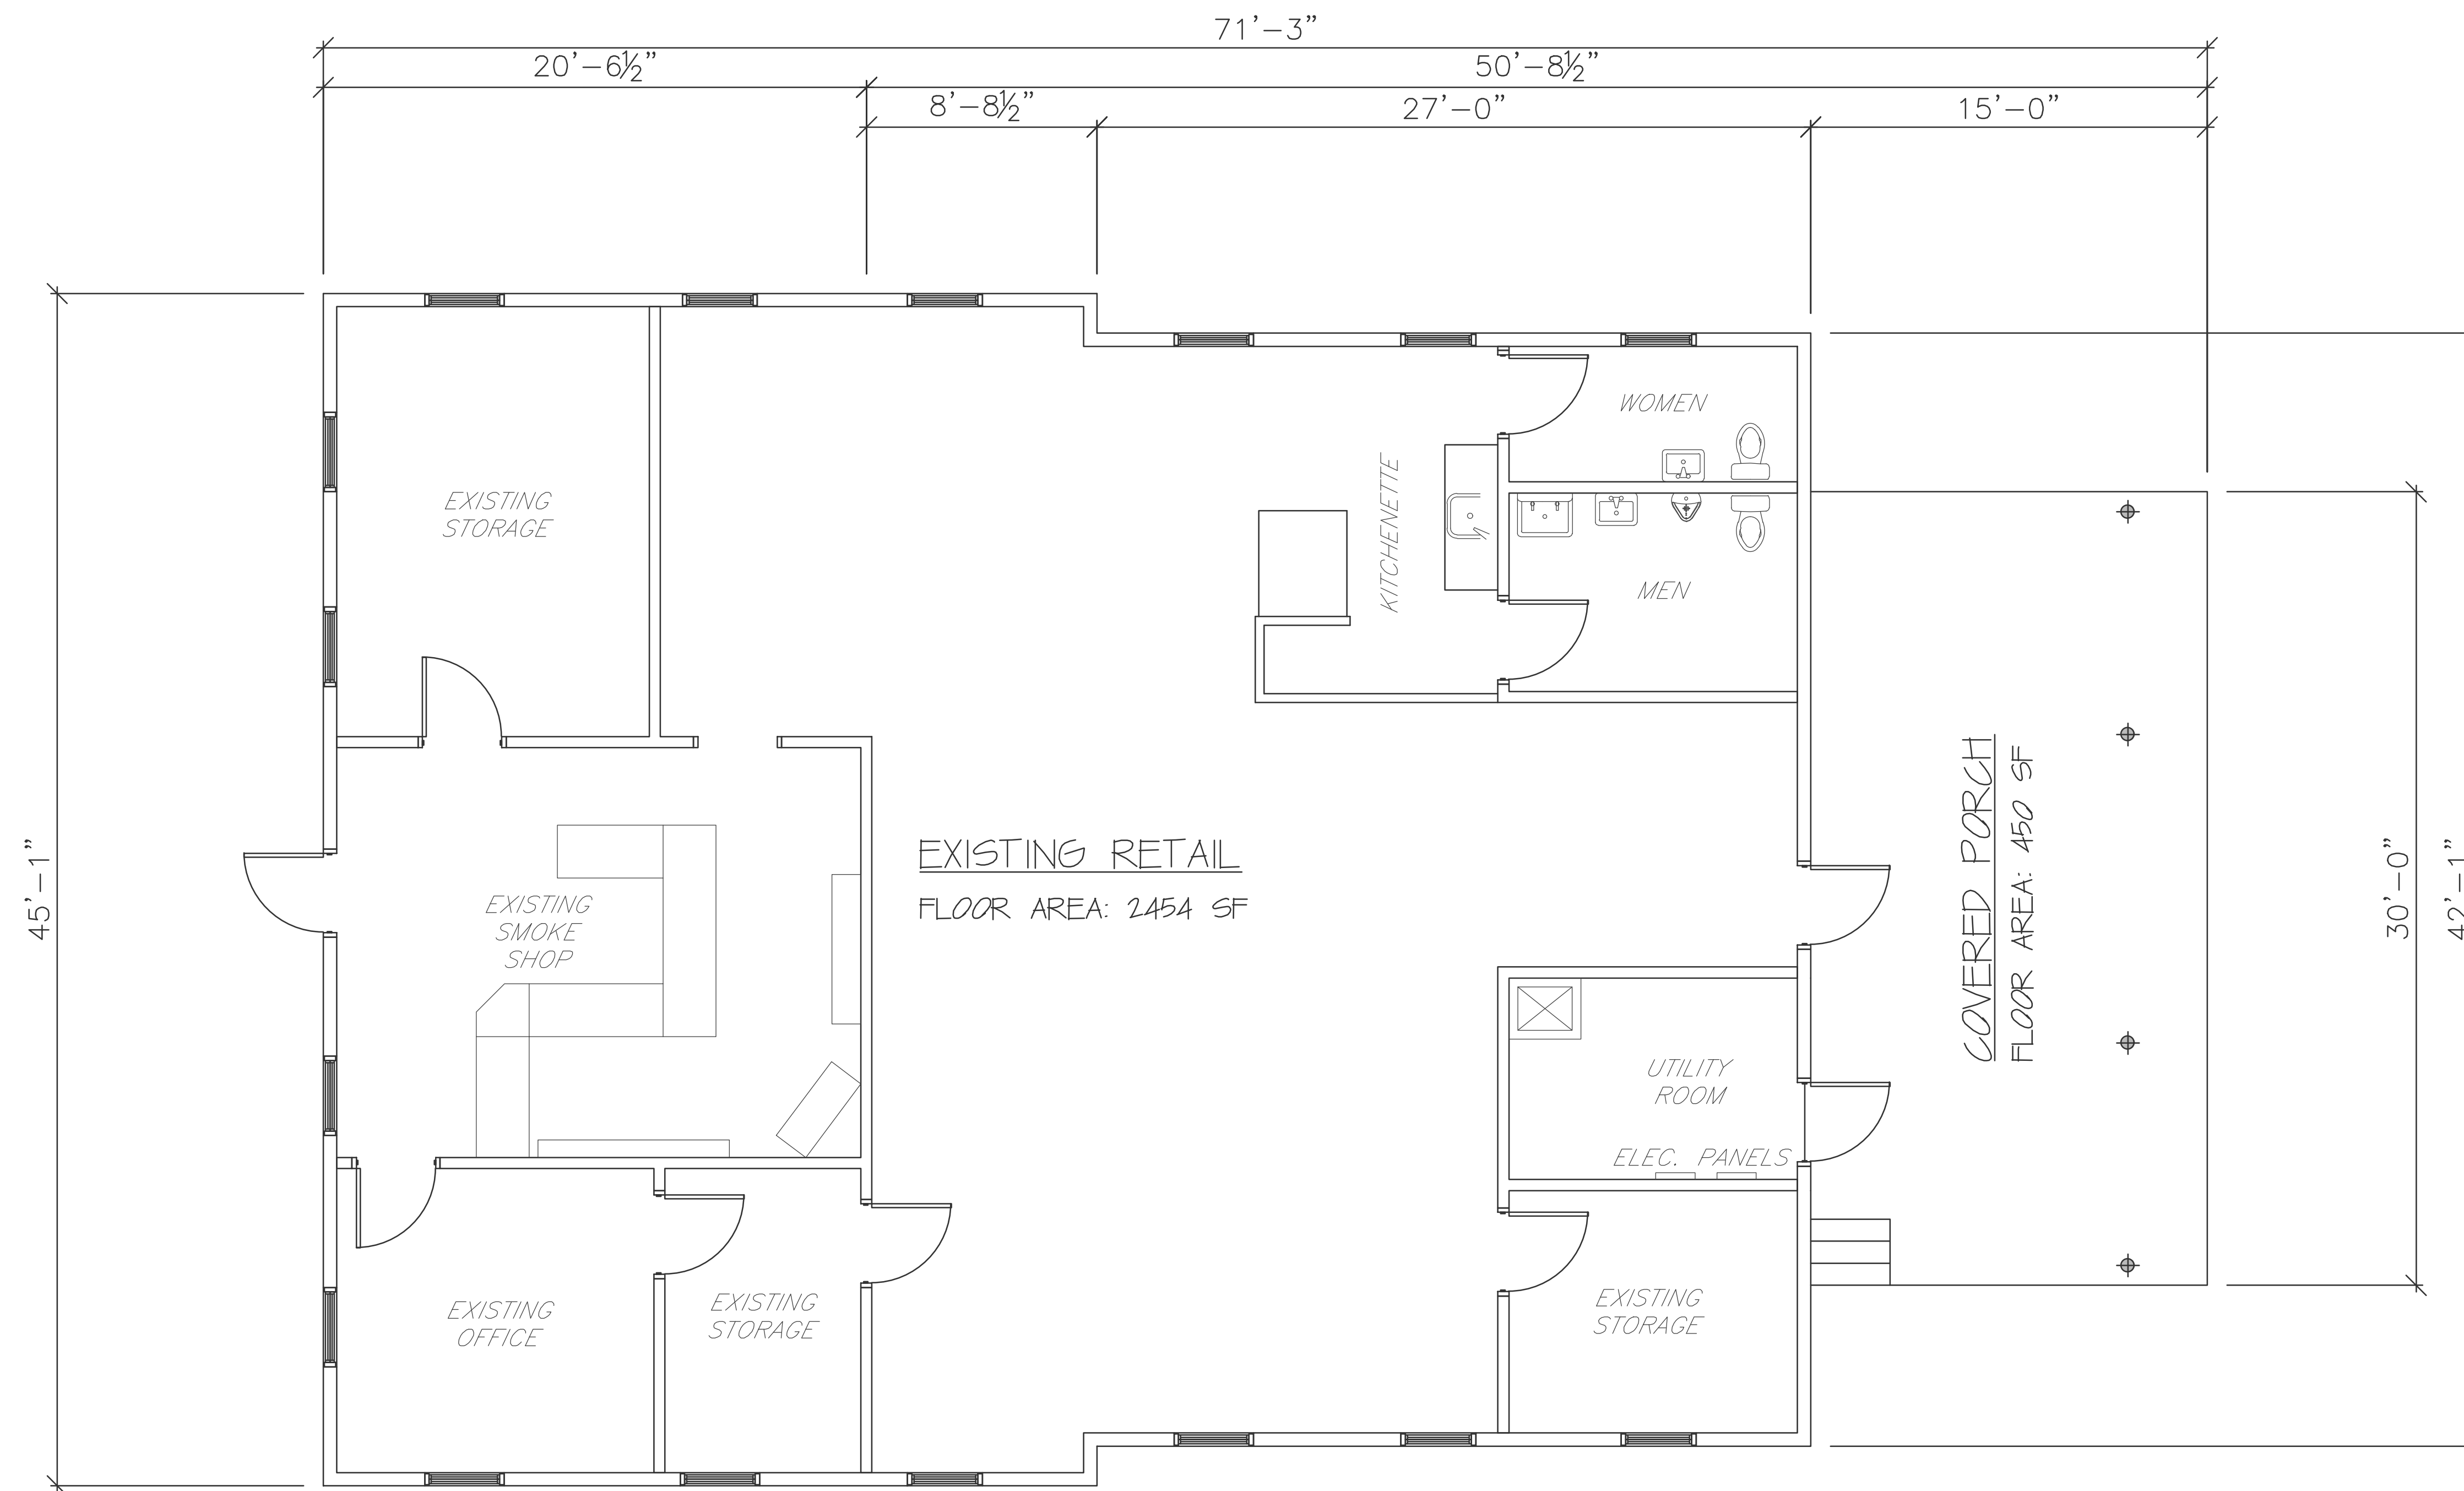 71'-3"
20'-6½"
50'-8½"
8'-8½"
27'-0"
15'-0"
WOMEN
KITCHENETTE
EXISTING
STORAGE
MEN
45'-1"
EXISTING RETAIL
FLOOR AREA: 2454 SF
EXISTING
SMOKE
SHOP
COVERED PORCH
FLOOR AREA: 450 SF
30'-0"
42'-1"
UTILITY
ROOM
ELEC. PANELS
EXISTING
OFFICE
EXISTING
STORAGE
EXISTING
STORAGE